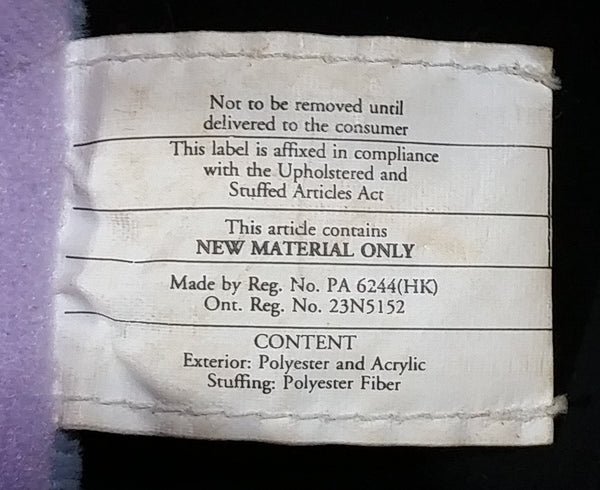 Not to be removed until
delivered to the consumer
This label is affixed in compliance
with the Upholstered and
Stuffed Articles Act
This article contains
NEW MATERIAL ONLY
Made by Reg. No. PA 6244(HK)
Ont. Reg. No. 23N5152
CONTENT
Exterior: Polyester and Acrylic
Stuffing: Polyester Fiber